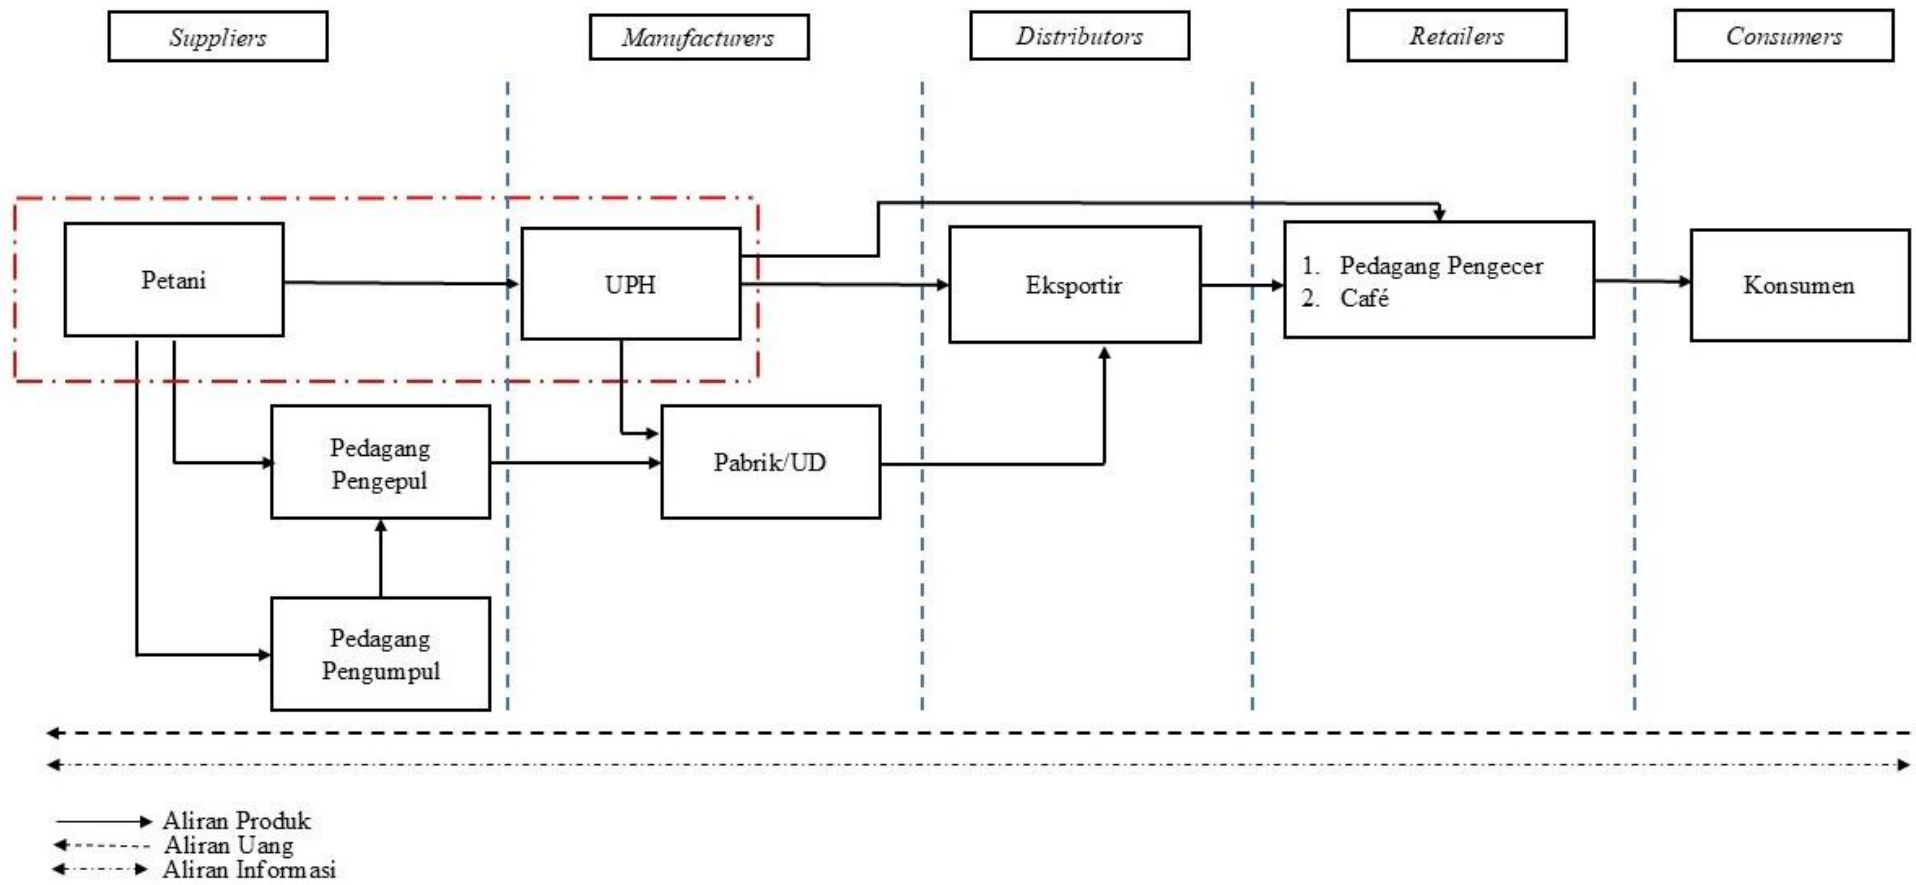 Suppliers
Manufacturers
Distributors
Retailers
Consumers
Petani
UPH
Eksportir
1. Pedagang Pengecer
2. Café
Konsumen
Pedagang
Pengepul
Pabrik/UD
Pedagang
Pengumpul
Aliran Produk
Aliran Uang
Aliran Informasi